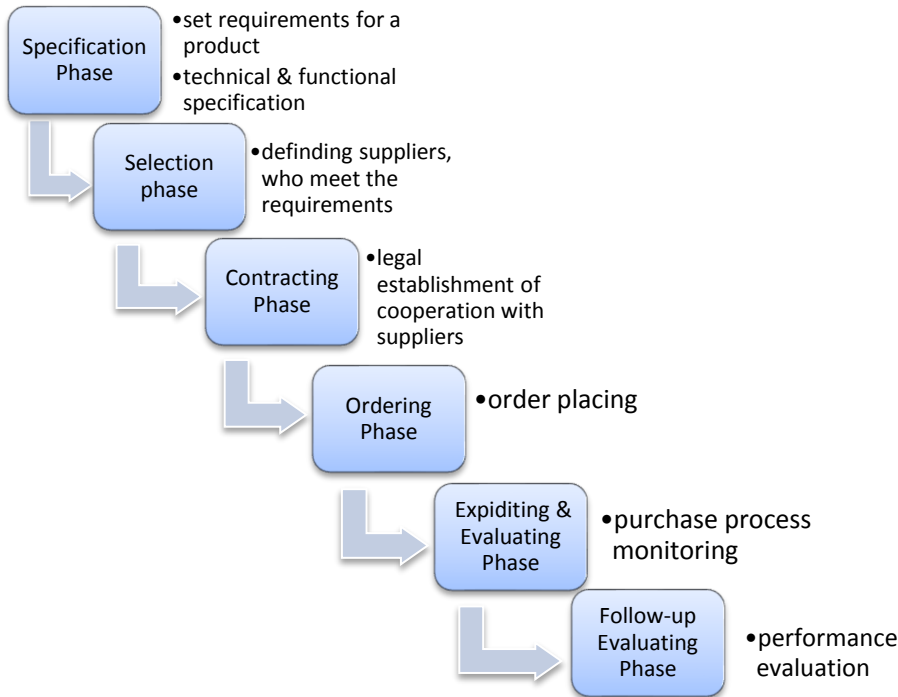 Specification
Phase
•set requirements for a
product
•technical & functional
specification
Selection
phase
•definding suppliers,
who meet the
requirements
Contracting
Phase
•legal
establishment of
cooperation with
suppliers
Ordering
Phase
•order placing
Expiditing &
Evaluating
Phase
•purchase process
monitoring
Follow-up
Evaluating
Phase
•performance
evaluation